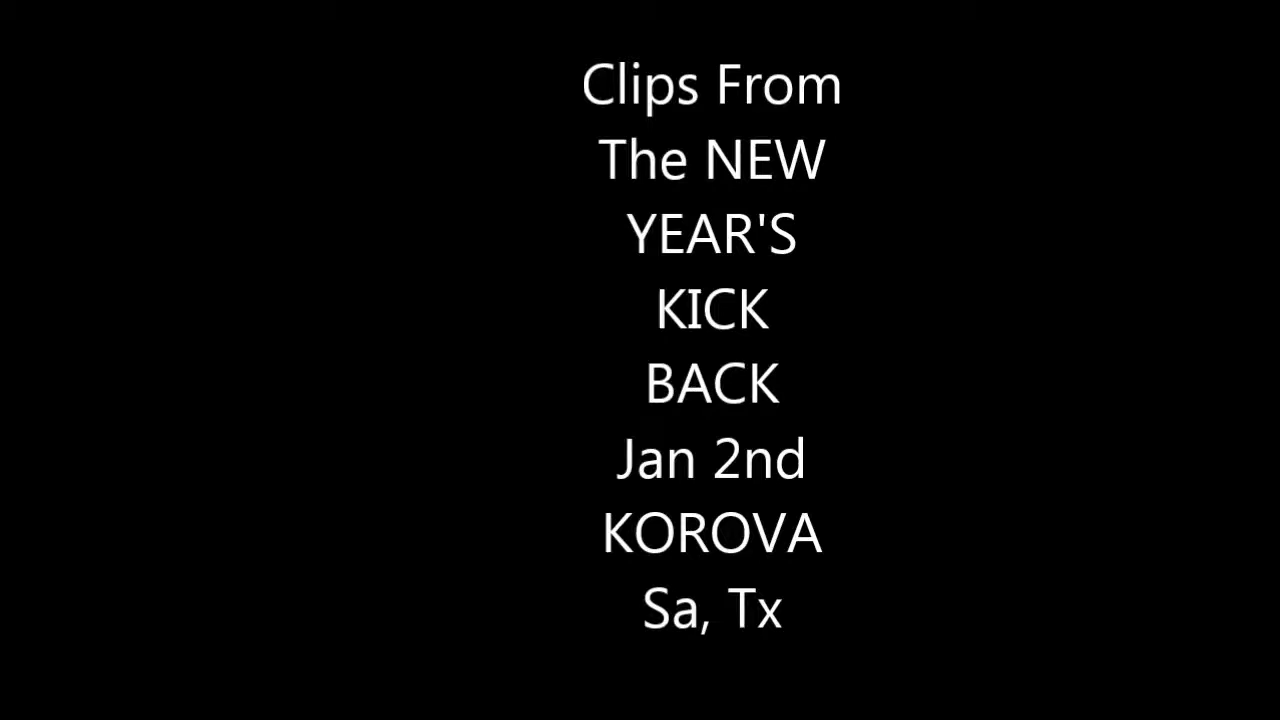 Clips From
The NEW
YEAR'S
KICK
BACK
Jan 2nd
KOROVA
Sa, Tx